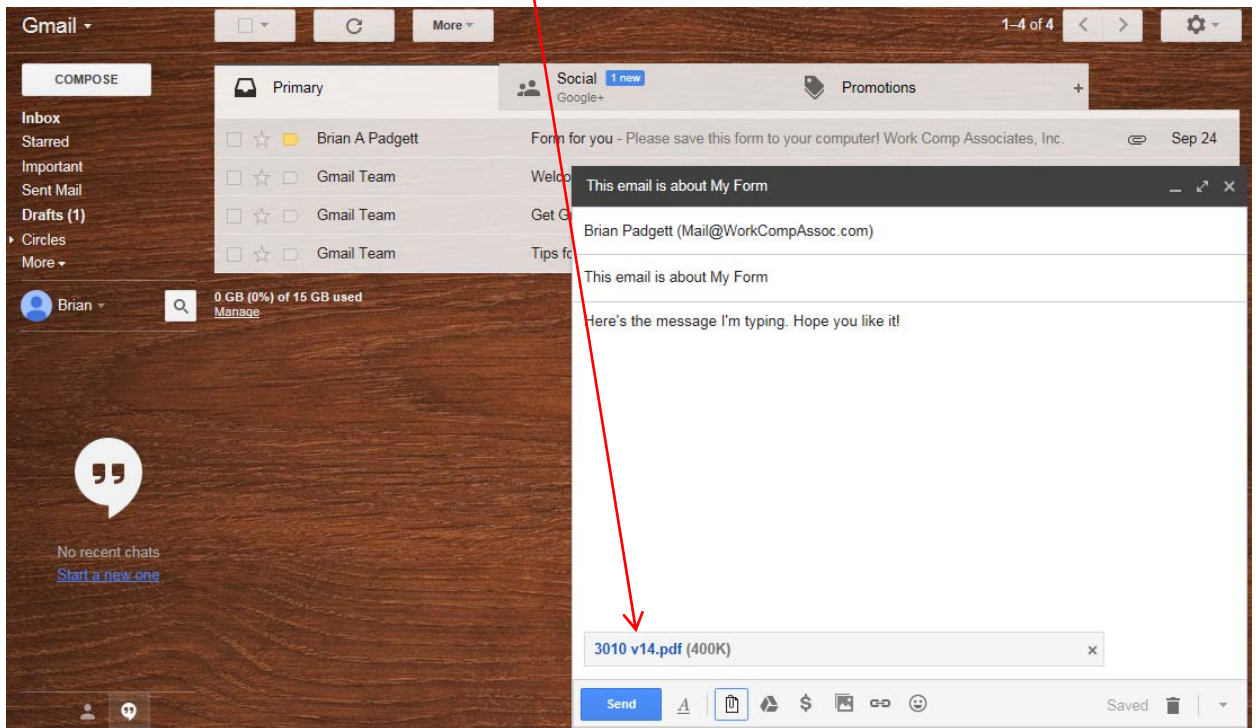 Gmail
More
1–4 of 4
COMPOSE
Primary
Social 1 new
Google+
Promotions
+
Inbox
Starred
Important
Sent Mail
Drafts (1)
Circles
More
Brian A Padgett Form for you - Please save this form to your computer! Work Comp Associates, Inc. Sep 24
Gmail Team Welco
Gmail Team Get G
Gmail Team Tips fo
Brian
0 GB (0%) of 15 GB used
Manage
No recent chats
Start a new one
This email is about My Form
Brian Padgett (Mail@WorkCompAssoc.com)
This email is about My Form
Here's the message I'm typing. Hope you like it!
3010 v14.pdf (400K)
Send A $ Saved